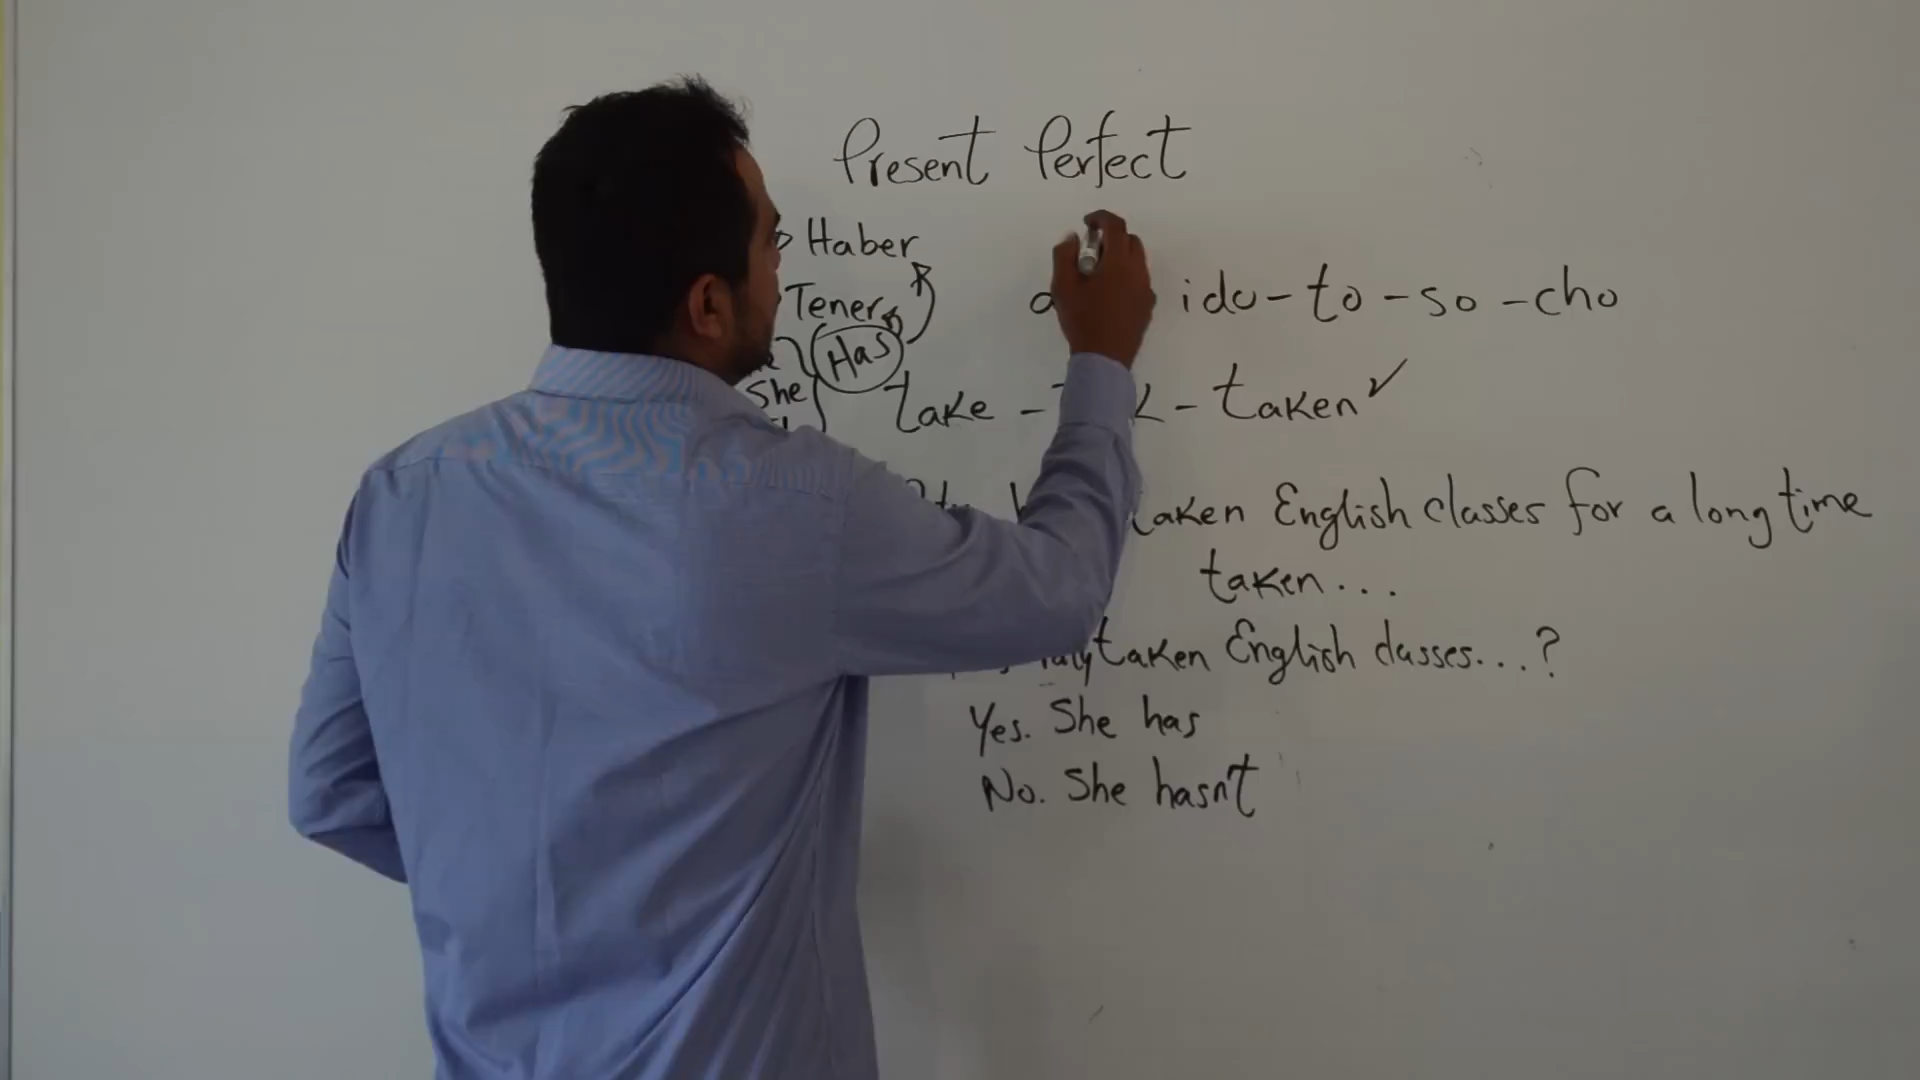 Present Perfect
Haber
Tener
ido - to - so - cho
Has
She
take - - taken✓
taken English classes for a long time
taken...
taken English classes...?
Yes. She has
No. She hasn't